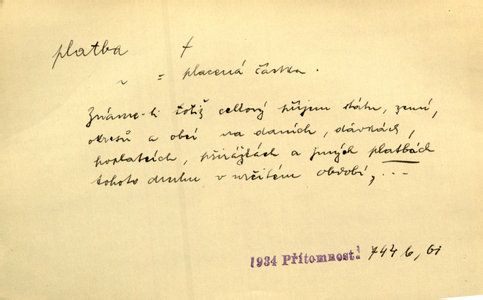 platba f
~ = placená částka.
Známe-li totiž celkový příjem státu, zemí,
okresů a obcí na daních, dávkách,
poplatcích, přirážkách a jiných platbách
tohoto druhu v určitém období, ...
1934 Přítomnost 744 b, 61